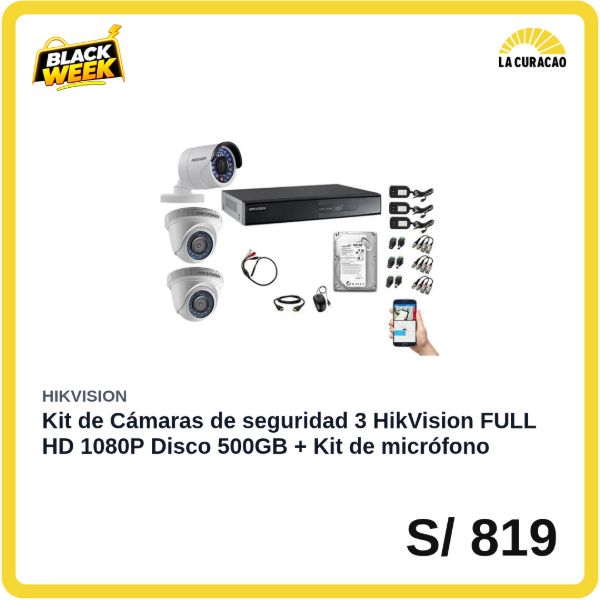 BLACK
WEEK
LA CURACAO
HIKVISION
Kit de Cámaras de seguridad 3 HikVision FULL
HD 1080P Disco 500GB + Kit de micrófono
S/ 819